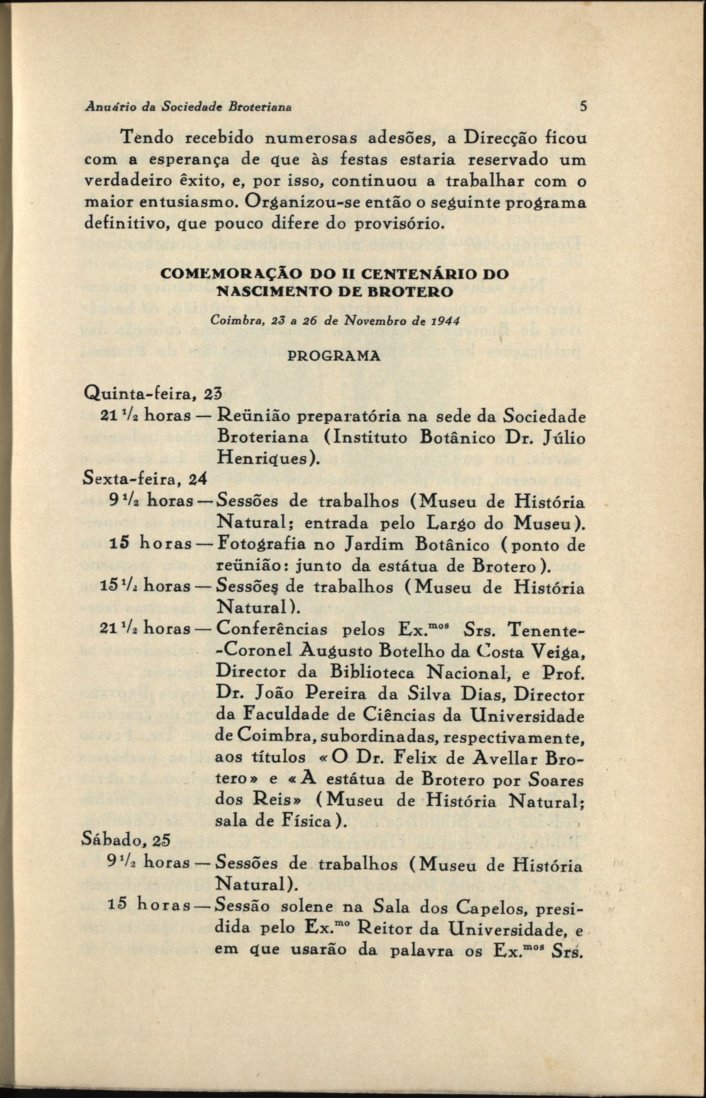 Anuário da Sociedade Broteriana 5
Tendo recebido numerosas adesões, a Direcção ficou
com a esperança de que às festas estaria reservado um
verdadeiro êxito, e, por isso, continuou a trabalhar com o
maior entusiasmo. Organizou-se então o seguinte programa
definitivo, que pouco difere do provisório.
COMEMORAÇÃO DO II CENTENÁRIO DO
NASCIMENTO DE BROTERO
Coimbra, 23 a 26 de Novembro de 1944
PROGRAMA
Quinta-feira, 23
21 1/2 horas — Reünião preparatória na sede da Sociedade
Broteriana (Instituto Botânico Dr. Júlio
Henriques).
Sexta-feira, 24
9 1/2 horas — Sessões de trabalhos (Museu de História
Natural; entrada pelo Largo do Museu).
15 horas — Fotografia no Jardim Botânico (ponto de
reünião: junto da estátua de Brotero).
15 1/2 horas — Sessões de trabalhos (Museu de História
Natural).
21 1/2 horas — Conferências pelos Ex.mos Srs. Tenente-
-Coronel Augusto Botelho da Costa Veiga,
Director da Biblioteca Nacional, e Prof.
Dr. João Pereira da Silva Dias, Director
da Faculdade de Ciências da Universidade
de Coimbra, subordinadas, respectivamente,
aos títulos «O Dr. Felix de Avellar Bro-
tero» e «A estátua de Brotero por Soares
dos Reis» (Museu de História Natural;
sala de Física).
Sábado, 25
9 1/2 horas — Sessões de trabalhos (Museu de História
Natural).
15 horas — Sessão solene na Sala dos Capelos, presi-
dida pelo Ex.mo Reitor da Universidade, e
em que usarão da palavra os Ex.mos Srs.